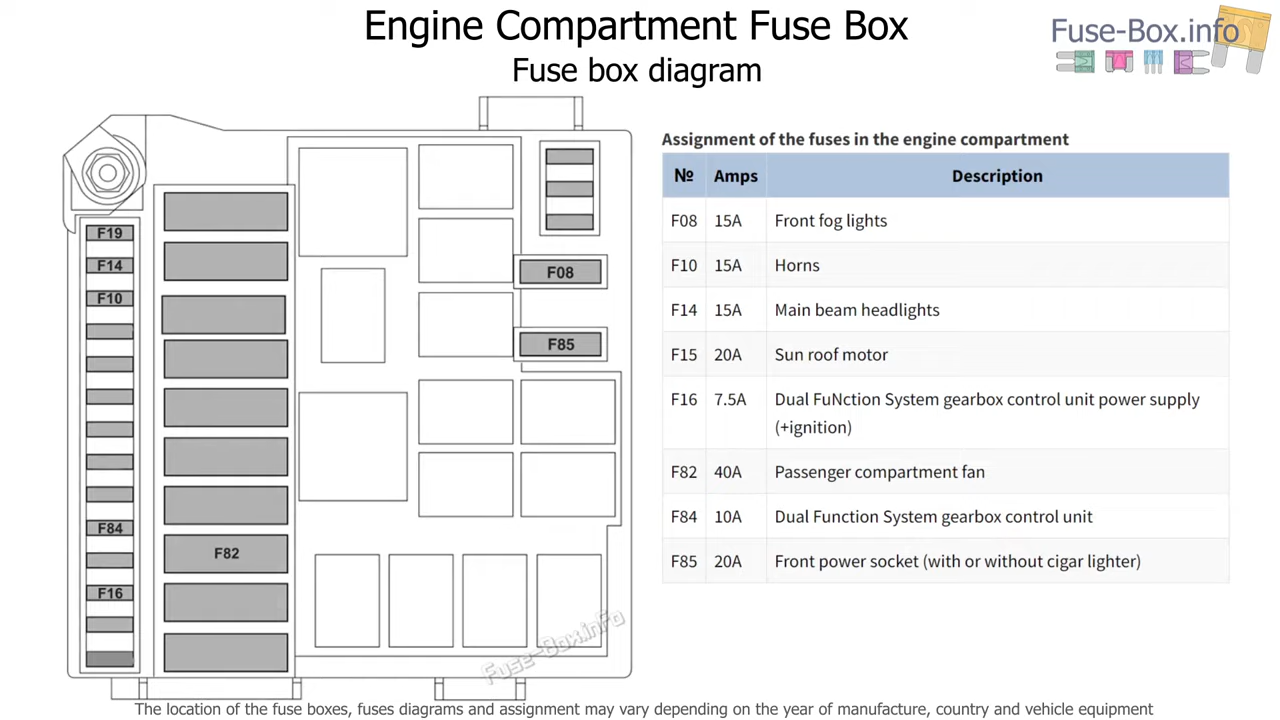 Engine Compartment Fuse Box
Fuse box diagram
Fuse-Box.info
F19
F14
F10
F84
F16
F82
F08
F85
Fuse-Box.info
Assignment of the fuses in the engine compartment
№ Amps Description
F08 15A Front fog lights
F10 15A Horns
F14 15A Main beam headlights
F15 20A Sun roof motor
F16 7.5A Dual FuNction System gearbox control unit power supply
(+ignition)
F82 40A Passenger compartment fan
F84 10A Dual Function System gearbox control unit
F85 20A Front power socket (with or without cigar lighter)
The location of the fuse boxes, fuses diagrams and assignment may vary depending on the year of manufacture, country and vehicle equipment